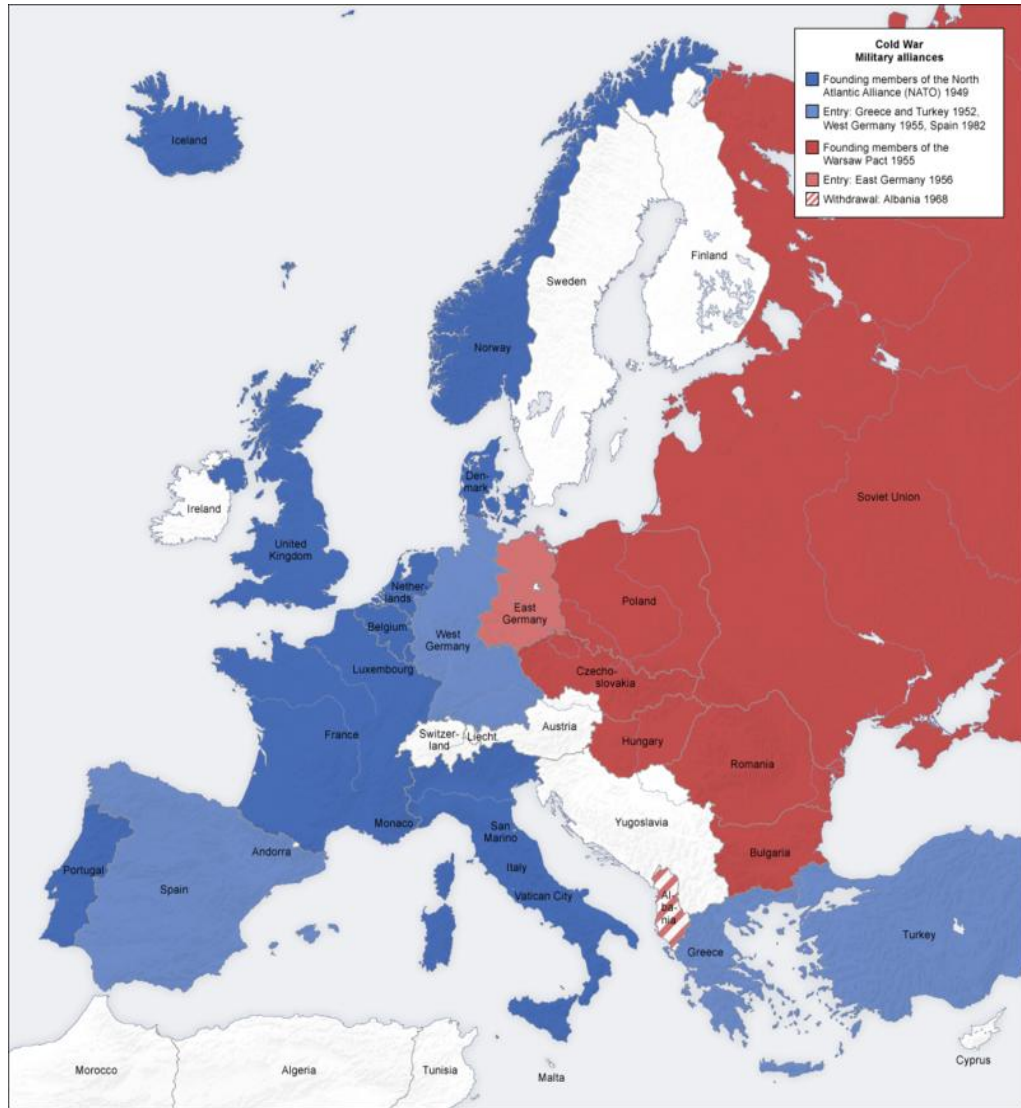 Cold War
Military alliances
Founding members of the North
Atlantic Alliance (NATO) 1949
Entry: Greece and Turkey 1952,
West Germany 1955, Spain 1982
Founding members of the
Warsaw Pact 1955
Entry: East Germany 1956
Withdrawal: Albania 1968
Iceland
Finland
Sweden
Norway
Den-
mark
Ireland
Soviet Union
United
Kingdom
Nether-
lands
Poland
East
Germany
Belgium
West
Germany
Luxembourg
Czecho-
slovakia
Austria
France
Switzer-
land
Liecht.
Hungary
Romania
Monaco
San
Marino
Yugoslavia
Andorra
Bulgaria
Portugal
Italy
Spain
Vatican City
Al-
ba-
nia
Turkey
Greece
Morocco
Algeria
Tunisia
Malta
Cyprus